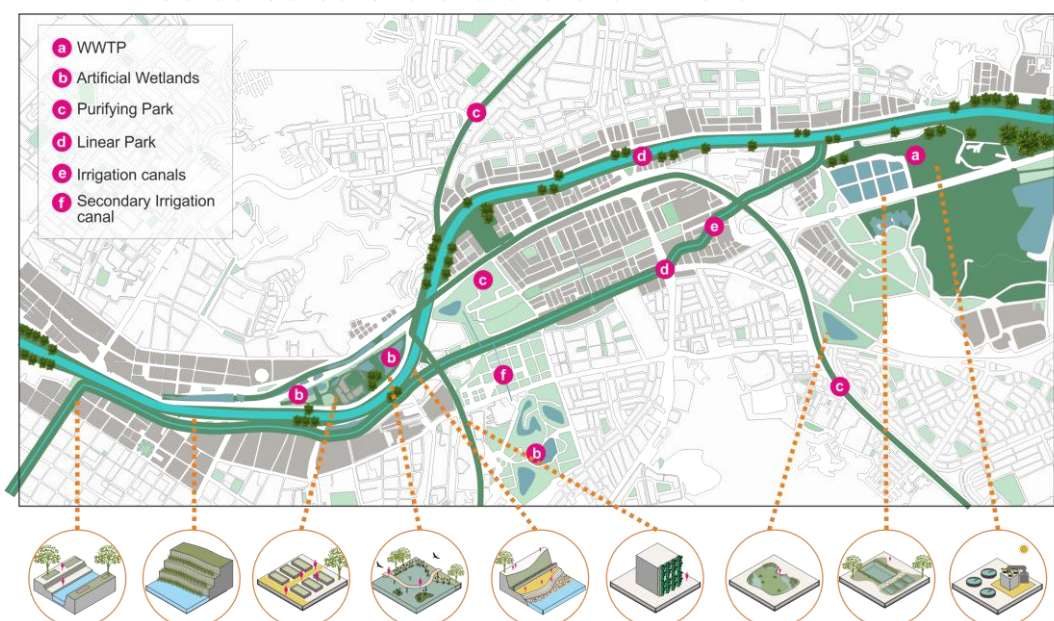 a WWTP
b Artificial Wetlands
c Purifying Park
d Linear Park
e Irrigation canals
f Secondary Irrigation
canal
c
a
d
e
c
d
b
f
b
c
b